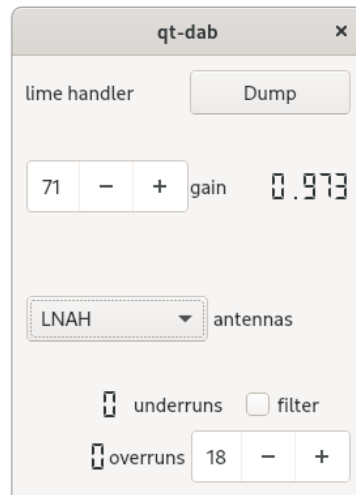 qt-dab ×
lime handler Dump
71 − + gain 0.973
LNAH antennas
0 underruns filter
0 overruns 18 − +